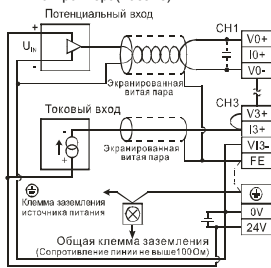 Потенциальный вход
CH1
+
-
U IN
V0+
I0+
V0-
Экранированная
витая пара
CH3
Токовый вход
V3+
I3+
VI3-
FE
-
+
Экранированная
витая пара
Клемма заземления
источника питания
0V
24V
Общая клемма заземления
(Сопротивление линии не выше100Ом)